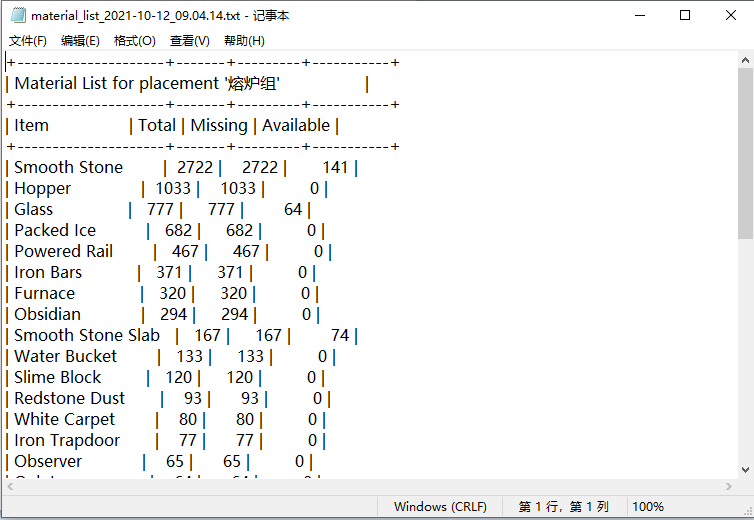 material_list_2021-10-12_09.04.14.txt - 记事本
文件(F) 编辑(E) 格式(O) 查看(V) 帮助(H)
+---------------------+-------+---------+-----------+
| Material List for placement '熔炉组' |
+---------------------+-------+---------+-----------+
| Item | Total | Missing | Available |
+---------------------+-------+---------+-----------+
| Smooth Stone | 2722 | 2722 | 141 |
| Hopper | 1033 | 1033 | 0 |
| Glass | 777 | 777 | 64 |
| Packed Ice | 682 | 682 | 0 |
| Powered Rail | 467 | 467 | 0 |
| Iron Bars | 371 | 371 | 0 |
| Furnace | 320 | 320 | 0 |
| Obsidian | 294 | 294 | 0 |
| Smooth Stone Slab | 167 | 167 | 74 |
| Water Bucket | 133 | 133 | 0 |
| Slime Block | 120 | 120 | 0 |
| Redstone Dust | 93 | 93 | 0 |
| White Carpet | 80 | 80 | 0 |
| Iron Trapdoor | 77 | 77 | 0 |
| Observer | 65 | 65 | 0 |
Windows (CRLF) 第 1 行，第 1 列 100%